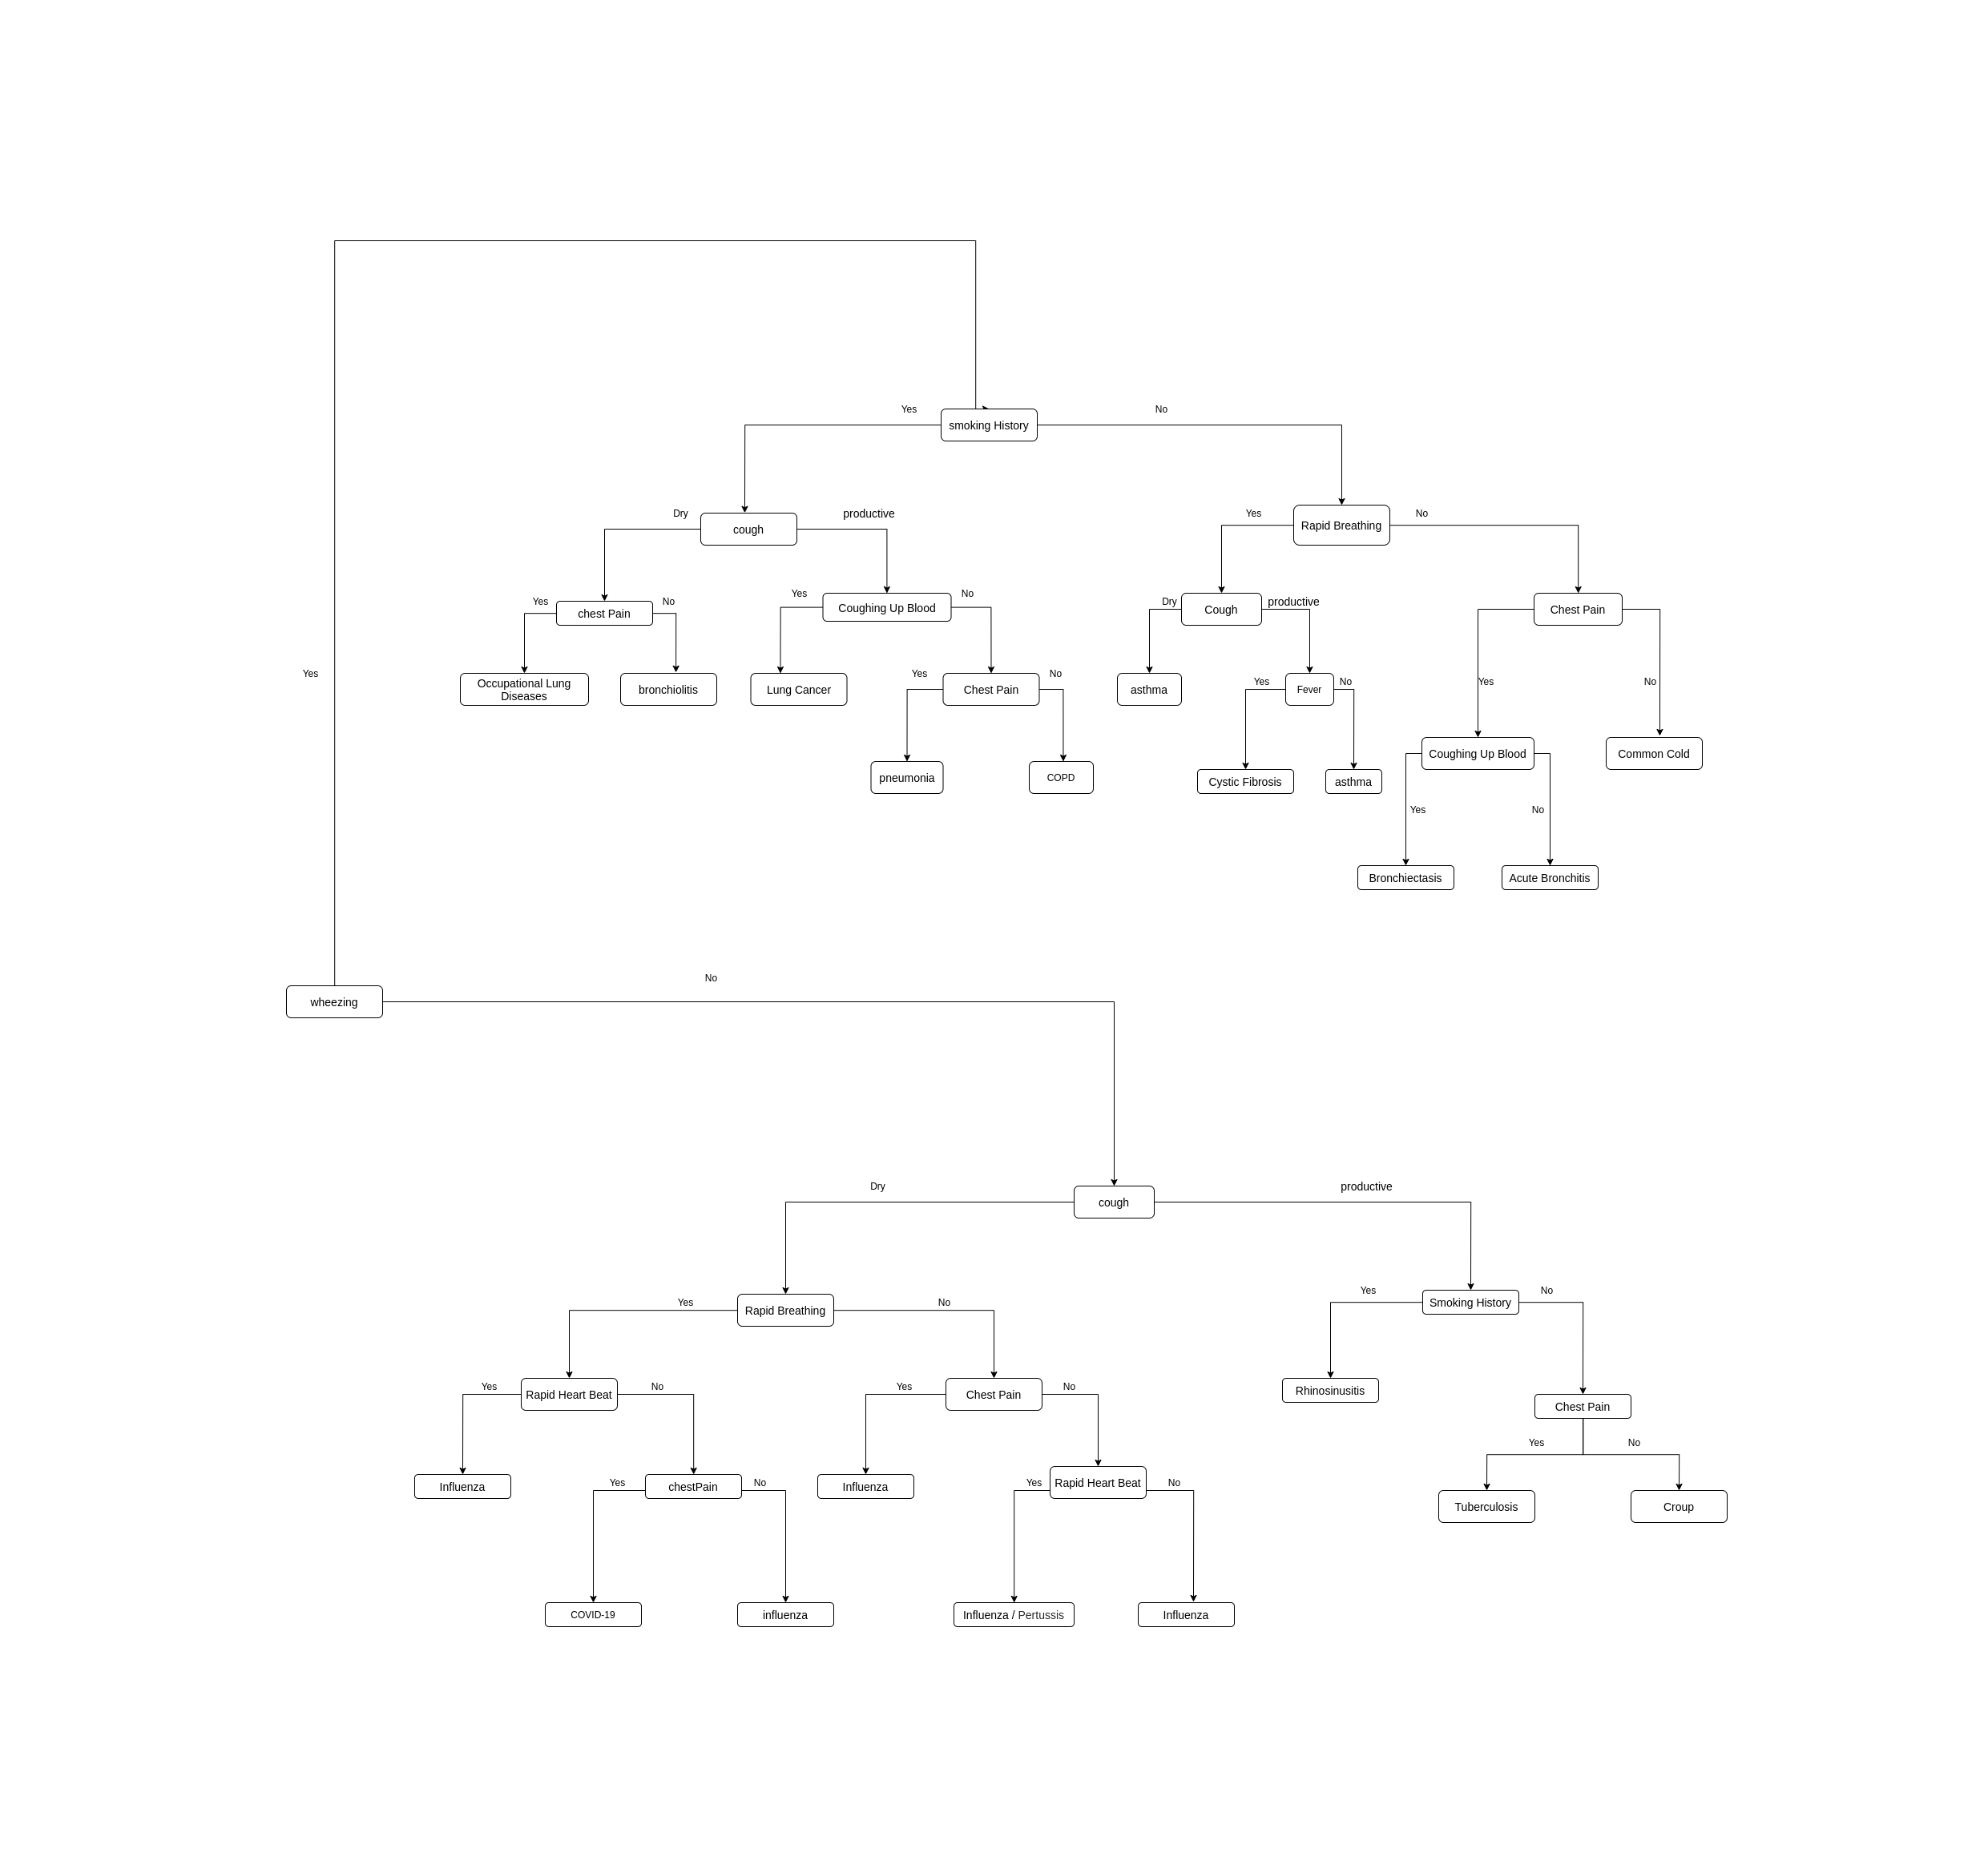 Yes
smoking History
No
Dry
cough
productive
Yes
Rapid Breathing
No
Yes
chest Pain
No
Yes
Coughing Up Blood
No
Dry
Cough
productive
Chest Pain
Yes
Occupational Lung
Diseases
bronchiolitis
Lung Cancer
Yes
Chest Pain
No
asthma
Yes
Fever
No
Yes
No
pneumonia
COPD
Cystic Fibrosis
asthma
Coughing Up Blood
Common Cold
Yes
No
Bronchiectasis
Acute Bronchitis
wheezing
No
Dry
cough
productive
Yes
Rapid Breathing
No
Yes
Smoking History
No
Yes
Rapid Heart Beat
No
Yes
Chest Pain
No
Rhinosinusitis
Chest Pain
Yes
No
Influenza
Yes
chestPain
No
Influenza
Yes
Rapid Heart Beat
No
Tuberculosis
Croup
COVID-19
influenza
Influenza / Pertussis
Influenza